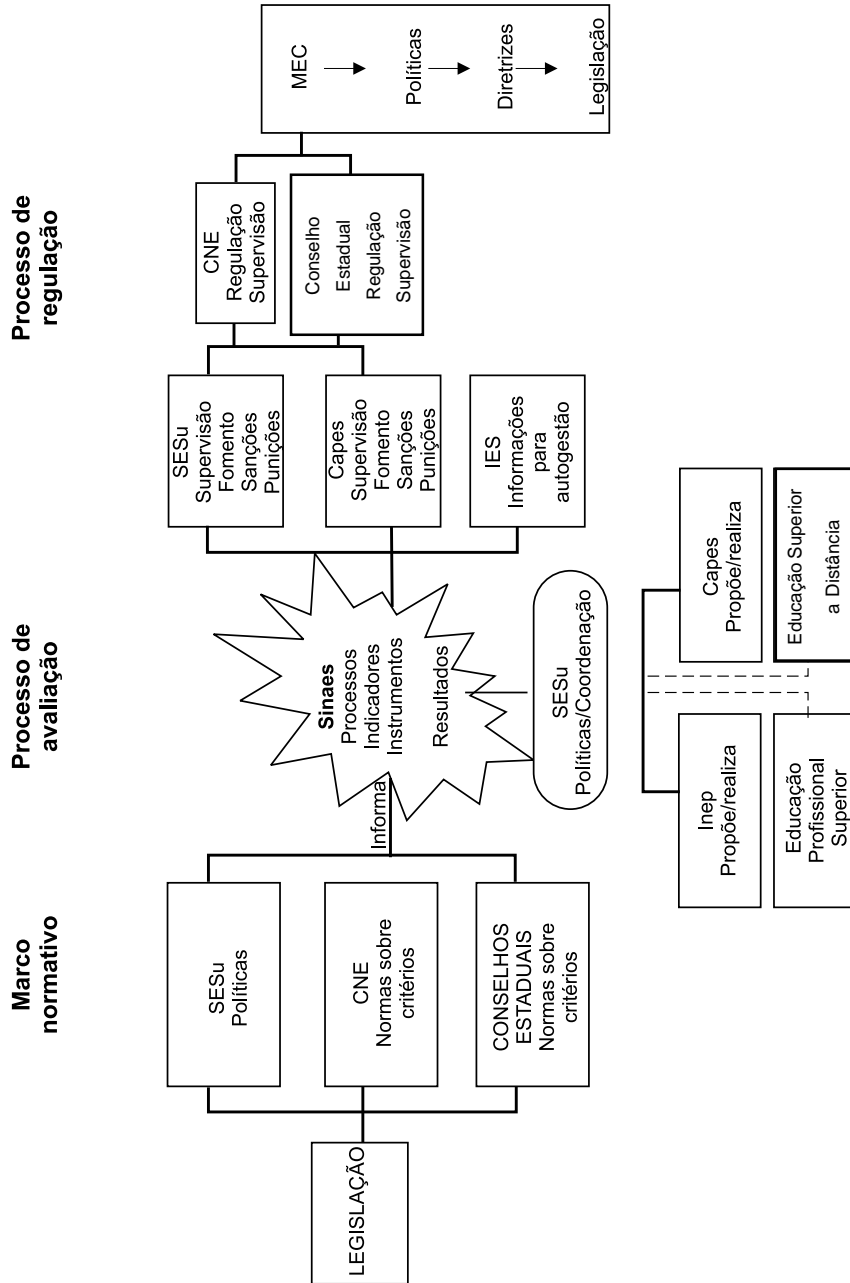 Marco
normativo
Processo de
avaliação
Processo de
regulação
LEGISLAÇÃO
SESu
Políticas
CNE
Normas sobre
critérios
CONSELHOS
ESTADUAIS
Normas sobre
critérios
Informa
Sinaes
Processos
Indicadores
Instrumentos
Resultados
SESu
Políticas/Coordenação
Inep
Propõe/realiza
Capes
Propõe/realiza
Educação
Profissional
Superior
Educação Superior
a Distância
SESu
Supervisão
Fomento
Sanções
Punições
Capes
Supervisão
Fomento
Sanções
Punições
IES
Informações
para
autogestão
CNE
Regulação
Supervisão
Conselho
Estadual
Regulação
Supervisão
MEC
Políticas
Diretrizes
Legislação